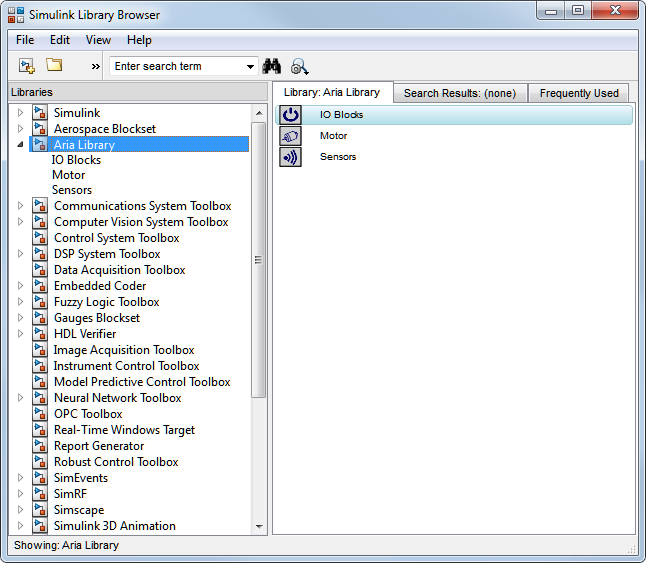 Simulink Library Browser
File Edit View Help
» Enter search term
Libraries
Simulink
Aerospace Blockset
Aria Library
IO Blocks
Motor
Sensors
Communications System Toolbox
Computer Vision System Toolbox
Control System Toolbox
DSP System Toolbox
Data Acquisition Toolbox
Embedded Coder
Fuzzy Logic Toolbox
Gauges Blockset
HDL Verifier
Image Acquisition Toolbox
Instrument Control Toolbox
Model Predictive Control Toolbox
Neural Network Toolbox
OPC Toolbox
Real-Time Windows Target
Report Generator
Robust Control Toolbox
SimEvents
SimRF
Simscape
Simulink 3D Animation
Library: Aria Library Search Results: (none) Frequently Used
IO Blocks
Motor
Sensors
Showing: Aria Library